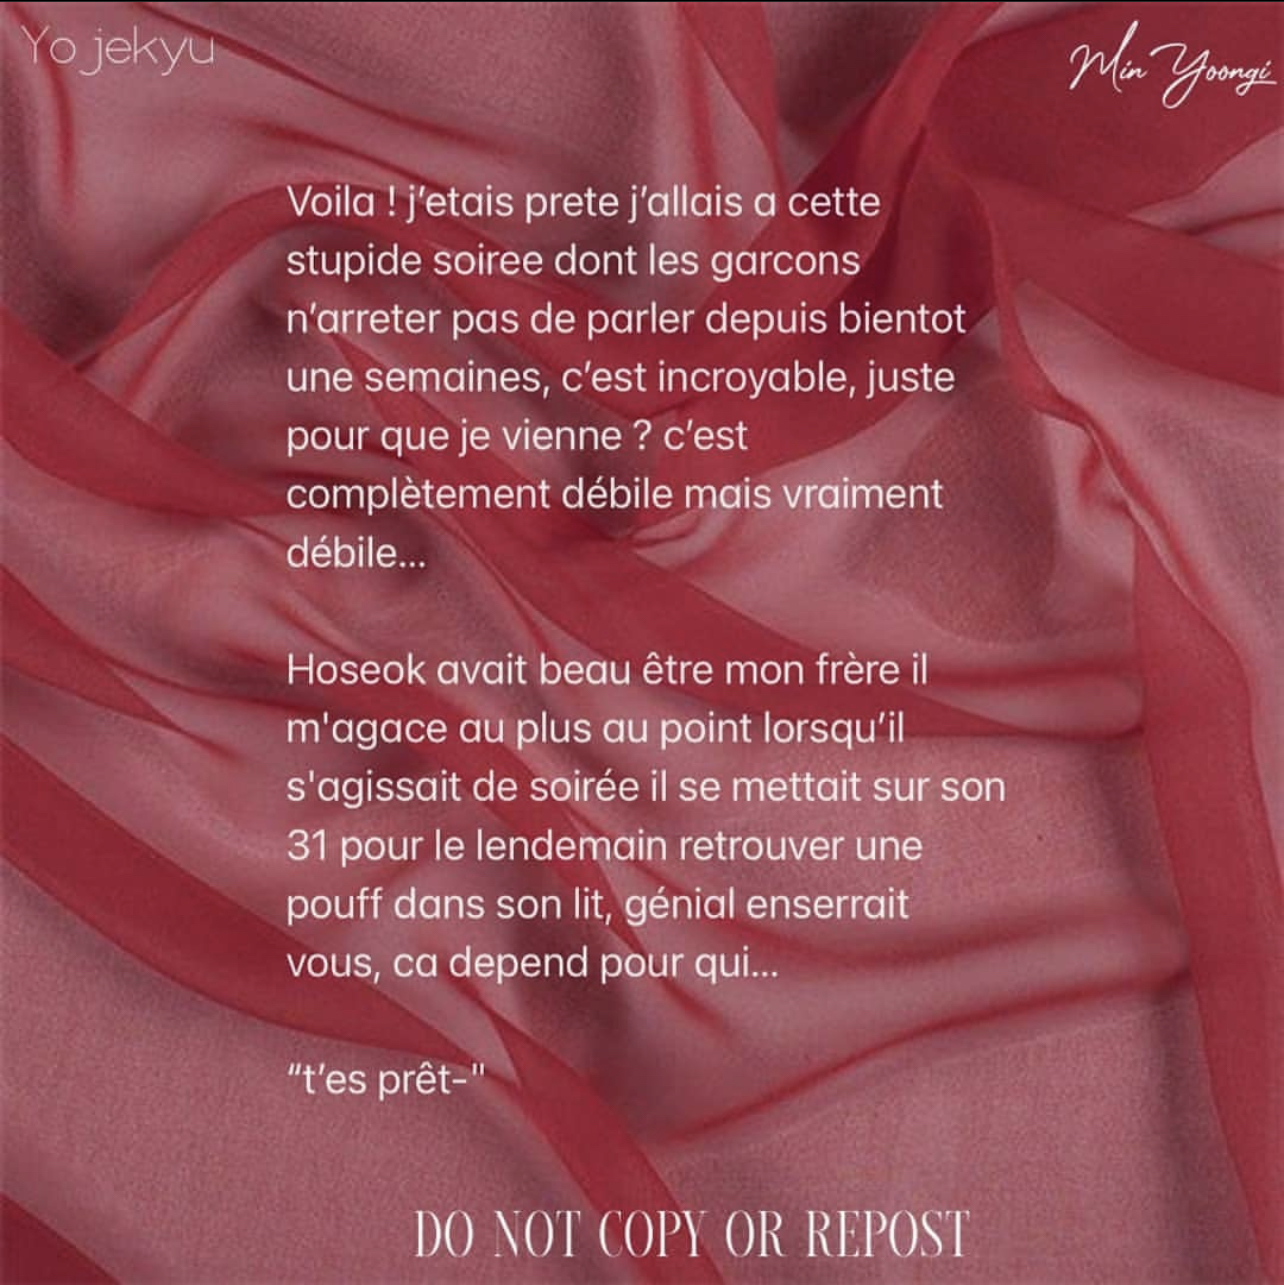 Yo jekyu
Min Yoongi
Voila ! j’etais prete j’allais a cette
stupide soiree dont les garcons
n’arreter pas de parler depuis bientot
une semaines, c’est incroyable, juste
pour que je vienne ? c’est
complètement débile mais vraiment
débile...
Hoseok avait beau être mon frère il
m'agace au plus au point lorsqu’il
s'agissait de soirée il se mettait sur son
31 pour le lendemain retrouver une
pouff dans son lit, génial enserrait
vous, ca depend pour qui...
“t’es prêt-"
DO NOT COPY OR REPOST